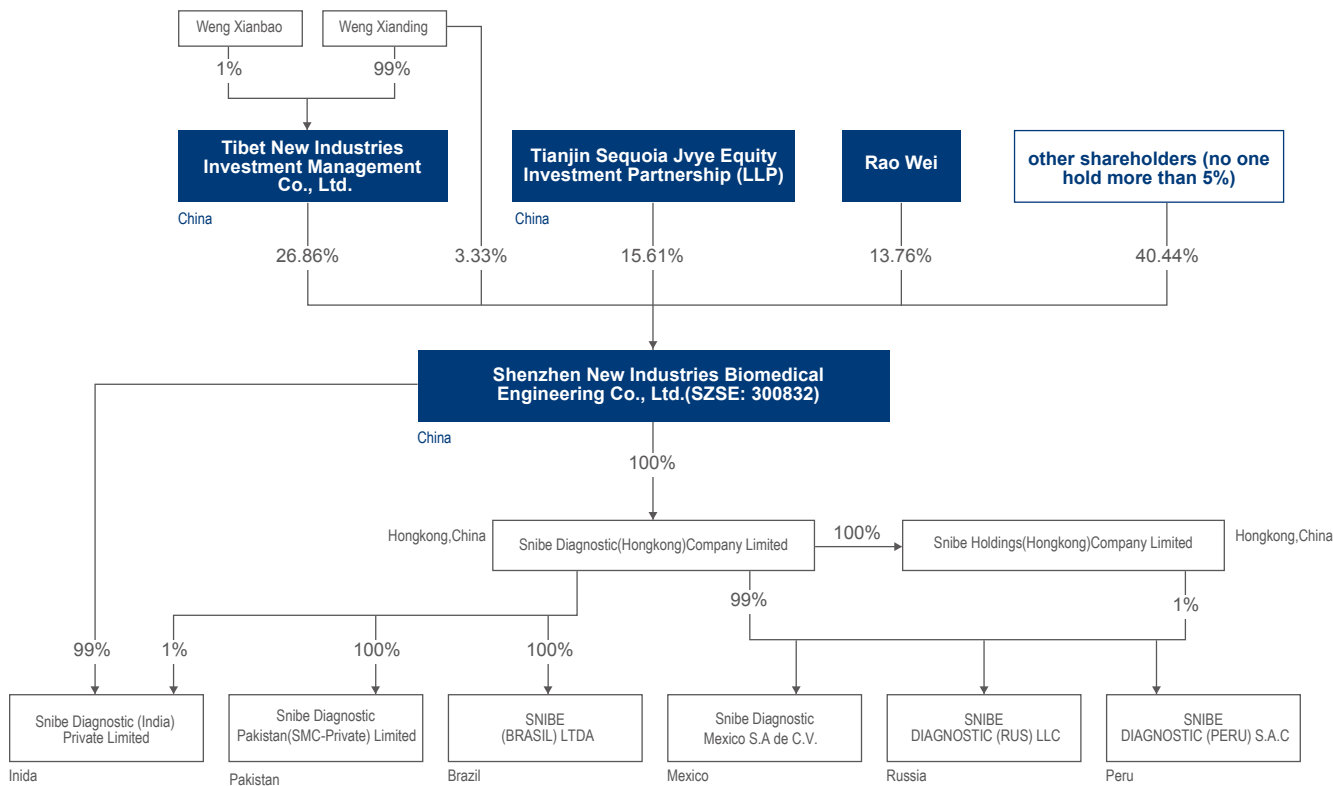 Weng Xianbao
Weng Xianding
1%
99%
Tibet New Industries
Investment Management
Co., Ltd.
Tianjin Sequoia Jvye Equity
Investment Partnership (LLP)
Rao Wei
other shareholders (no one
hold more than 5%)
China
China
26.86%
3.33%
15.61%
13.76%
40.44%
Shenzhen New Industries Biomedical
Engineering Co., Ltd.(SZSE: 300832)
China
100%
Hongkong,China
Snibe Diagnostic(Hongkong)Company Limited
100%
Snibe Holdings(Hongkong)Company Limited
Hongkong,China
99%
1%
99%
1%
100%
100%
Snibe Diagnostic (India)
Private Limited
Snibe Diagnostic
Pakistan(SMC-Private) Limited
SNIBE
(BRASIL) LTDA
Snibe Diagnostic
Mexico S.A de C.V.
SNIBE
DIAGNOSTIC (RUS) LLC
SNIBE
DIAGNOSTIC (PERU) S.A.C
Inida
Pakistan
Brazil
Mexico
Russia
Peru